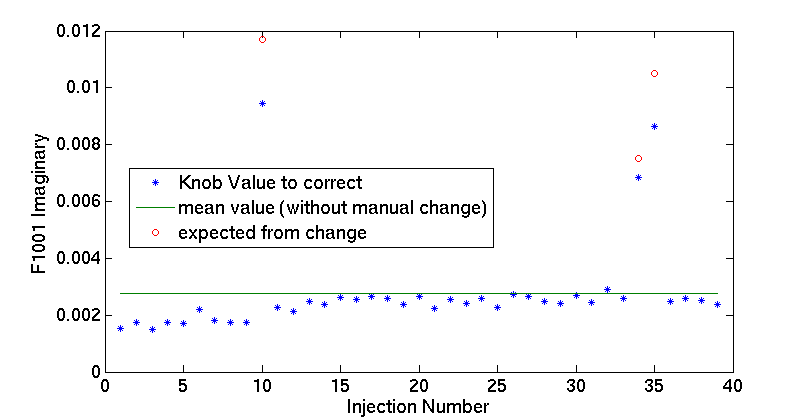 0.012
0.01
0.008
0.006
0.004
0.002
0
F1001 Imaginary
Knob Value to correct
mean value (without manual change)
expected from change
0 5 10 15 20 25 30 35 40
Injection Number